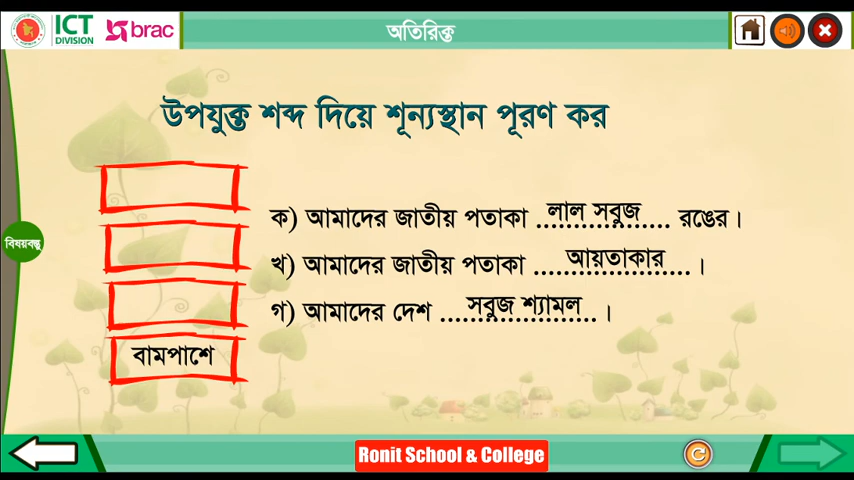 ICT
DIVISION
brac
অতিরিক্ত
উপযুক্ত শব্দ দিয়ে শূন্যস্থান পূরণ কর
ক) আমাদের জাতীয় পতাকা ..লাল সবুজ.... রঙের।
খ) আমাদের জাতীয় পতাকা ....আয়তাকার....।
গ) আমাদের দেশ ....সবুজ শ্যামল..।
বিষয়বস্তু
বামপাশে
Ronit School & College